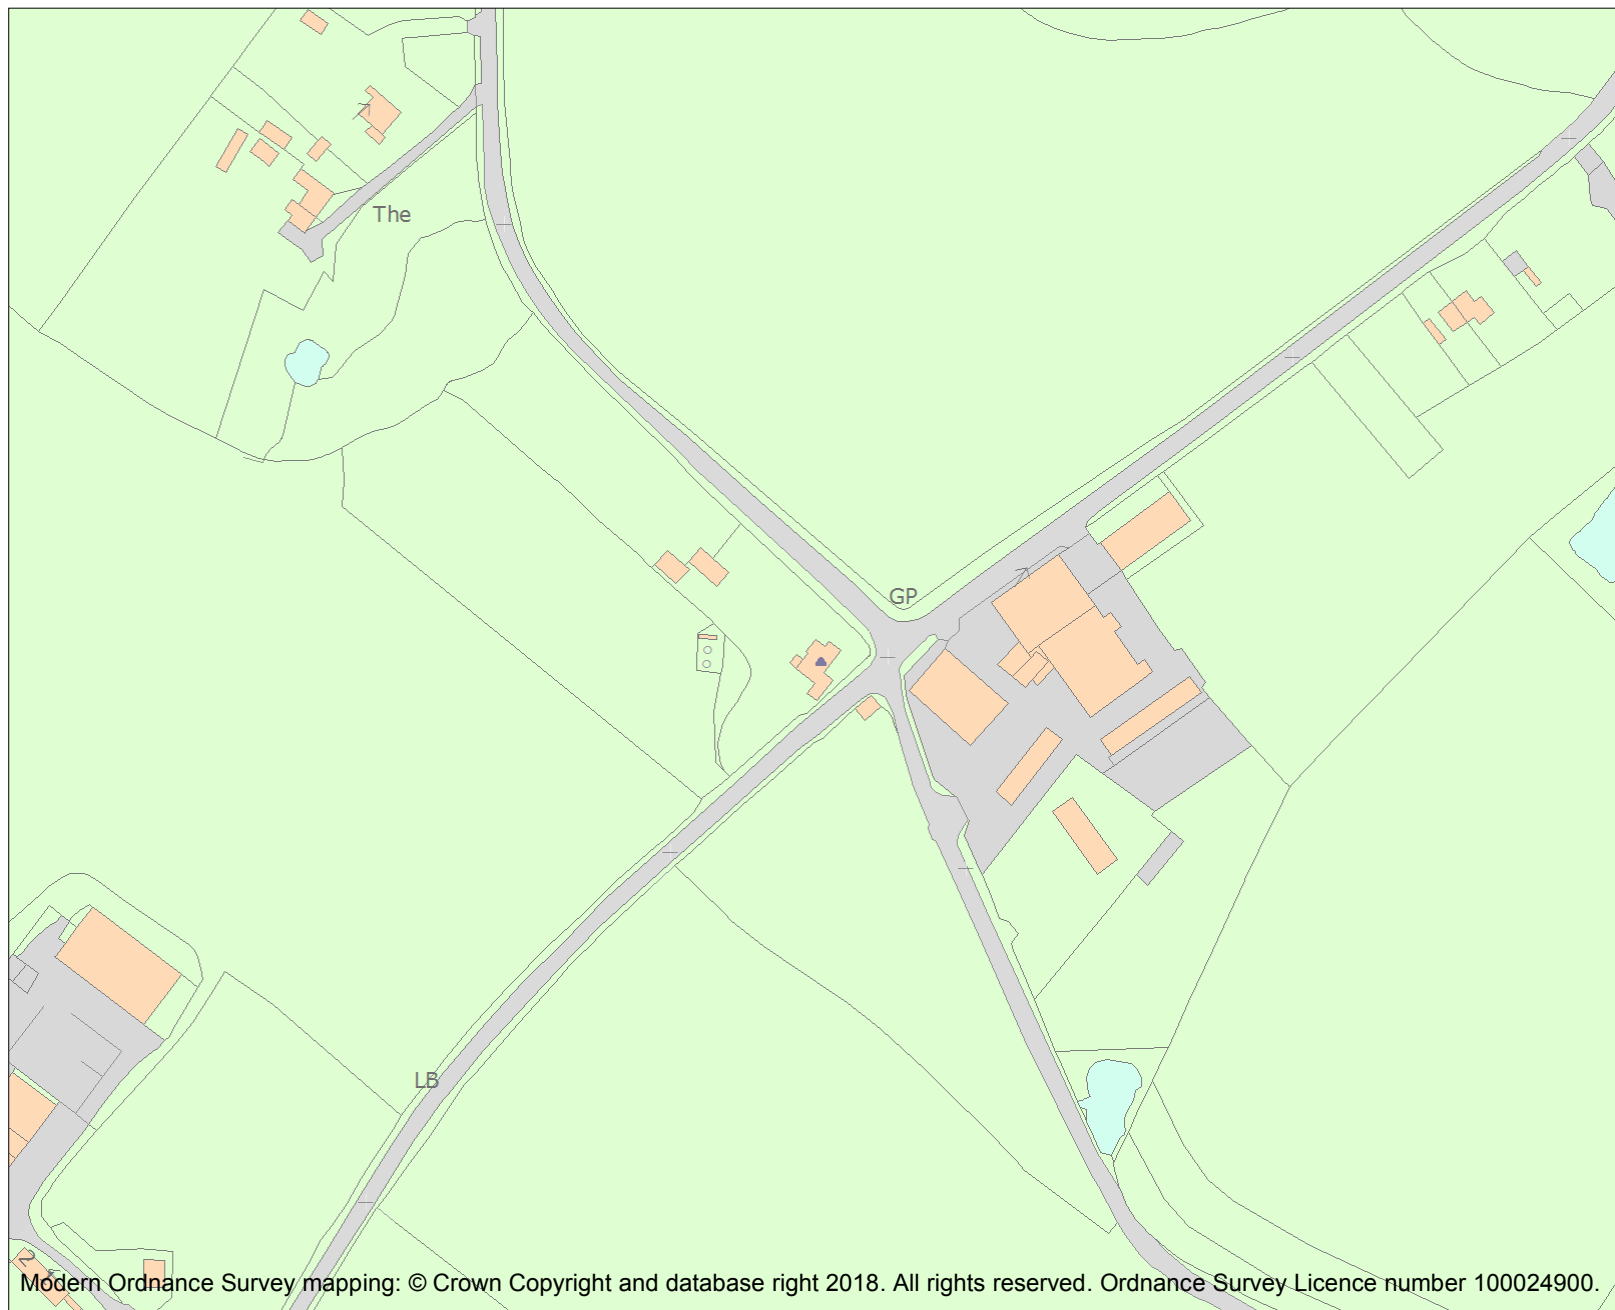 The
GP
LB
2
Modern Ordnance Survey mapping: © Crown Copyright and database right 2018. All rights reserved. Ordnance Survey Licence number 100024900.